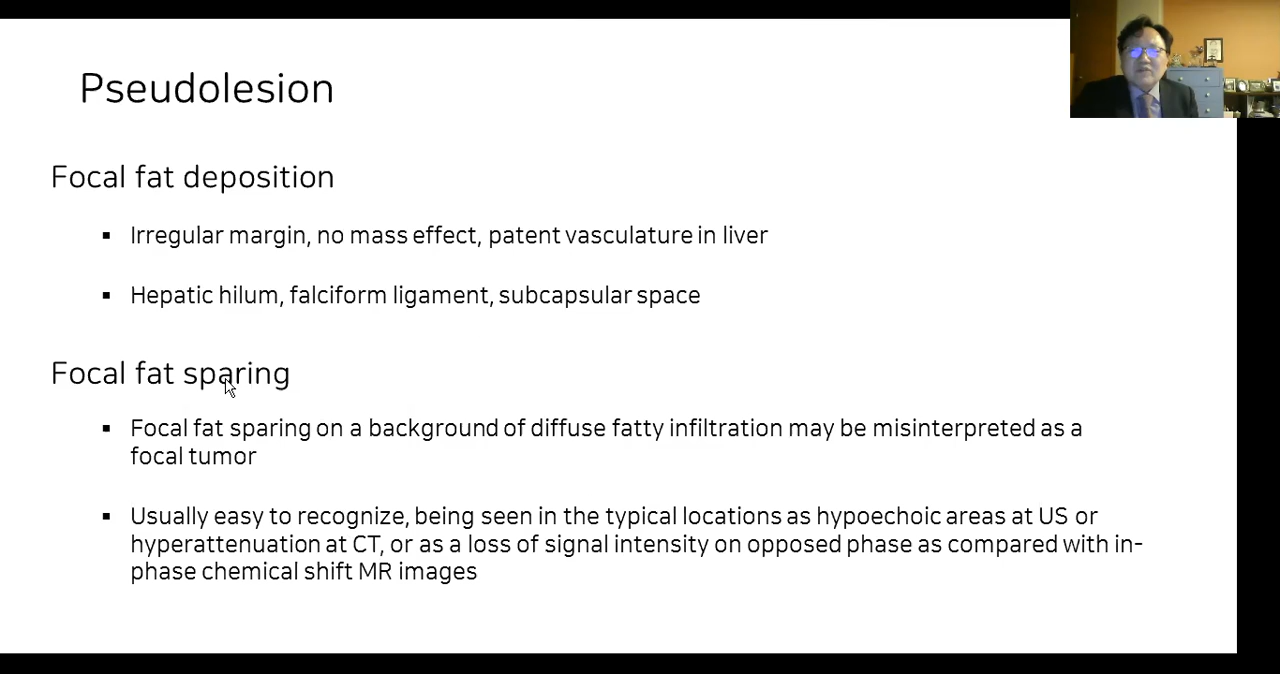 Pseudolesion
Focal fat deposition
▪ Irregular margin, no mass effect, patent vasculature in liver
▪ Hepatic hilum, falciform ligament, subcapsular space
Focal fat sparing
▪ Focal fat sparing on a background of diffuse fatty infiltration may be misinterpreted as a
focal tumor
▪ Usually easy to recognize, being seen in the typical locations as hypoechoic areas at US or
hyperattenuation at CT, or as a loss of signal intensity on opposed phase as compared with in-
phase chemical shift MR images